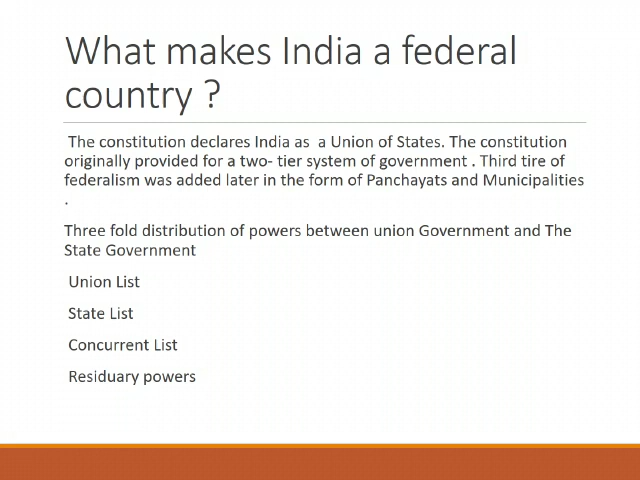 What makes India a federal
country ?
The constitution declares India as  a Union of States. The constitution
originally provided for a two- tier system of government . Third tire of
federalism was added later in the form of Panchayats and Municipalities
.
Three fold distribution of powers between union Government and The
State Government
Union List
State List
Concurrent List
Residuary powers